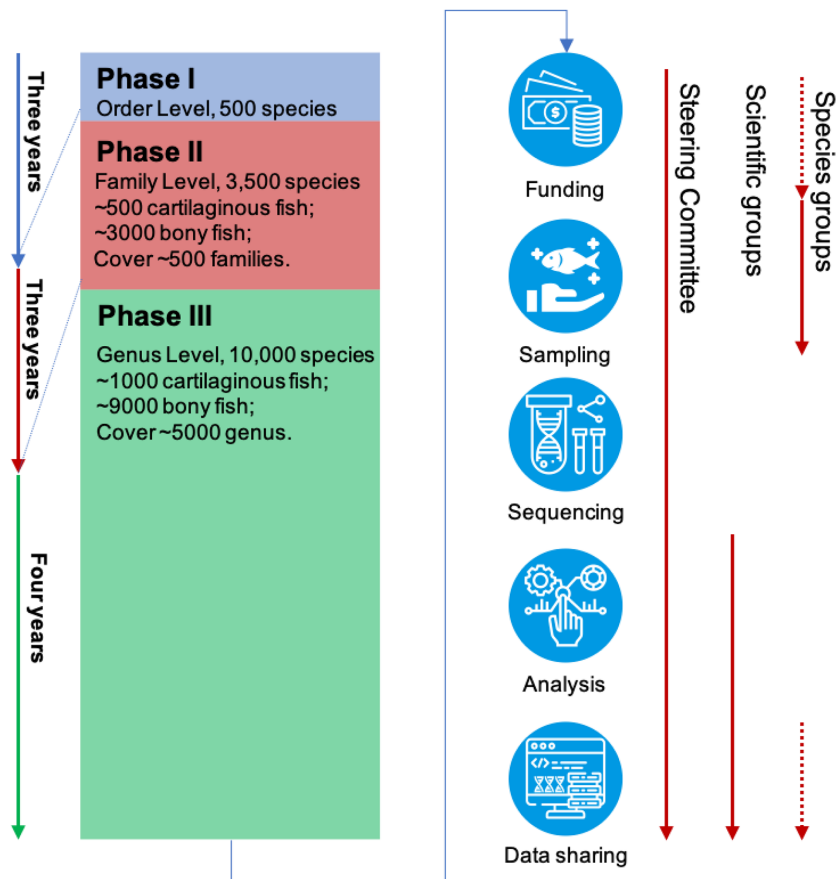 Three years
Three years
Four years
Phase I
Order Level, 500 species
Phase II
Family Level, 3,500 species
~500 cartilaginous fish;
~3000 bony fish;
Cover ~500 families.
Phase III
Genus Level, 10,000 species
~1000 cartilaginous fish;
~9000 bony fish;
Cover ~5000 genus.
$
Funding
Sampling
Sequencing
Analysis
</>
Data sharing
Steering Committee
Scientific groups
Species groups